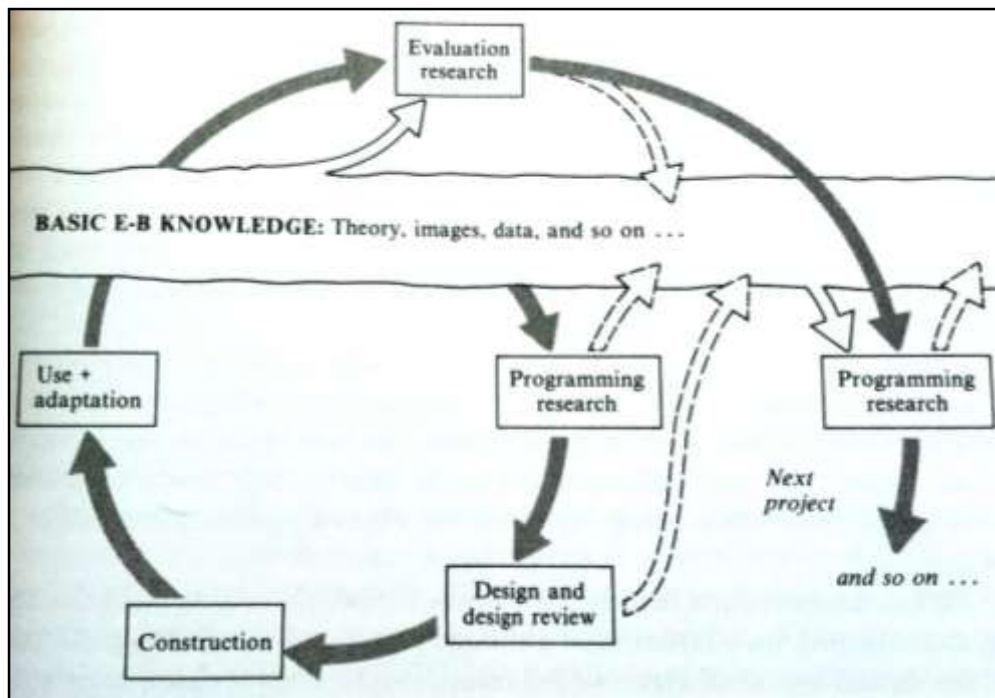 Evaluation
research
BASIC E-B KNOWLEDGE: Theory, images, data, and so on ...
Use +
adaptation
Programming
research
Programming
research
Next
project
Design and
design review
and so on ...
Construction